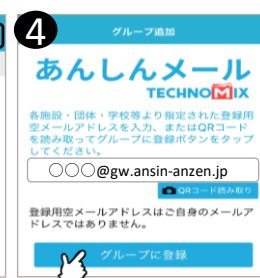 4
グループ追加
あんしんメール
TECHNOMIX
各施設・団体・学校等より指定された登録用
空メールアドレスを入力、またはQRコード
を読み取ってグループに登録ボタンをタップ
してください。
○○○@gw.ansin-anzen.jp
QRコード読み取り
登録用空メールアドレスはご自身のメールア
ドレスではありません。
グループに登録